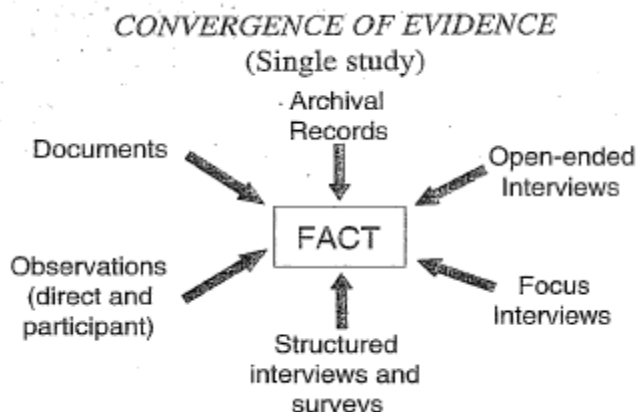 CONVERGENCE OF EVIDENCE
(Single study)
Archival
Records
Documents
Open-ended
Interviews
FACT
Observations
(direct and
participant)
Focus
Interviews
Structured
interviews and
surveys